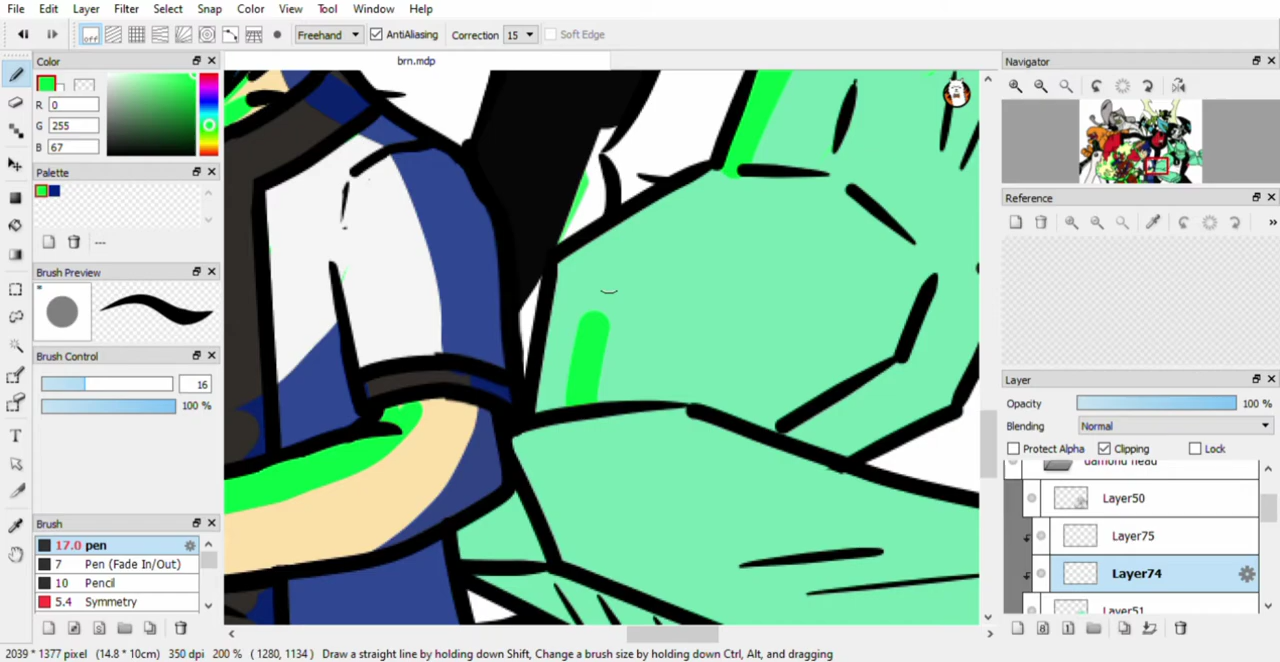 File Edit Layer Filter Select Snap Color View Tool Window Help
off Freehand AntiAliasing Correction 15 Soft Edge
Color
R 0
G 255
B 67
Palette
---
Brush Preview
Brush Control
16
100 %
Brush
17.0 pen
7 Pen (Fade In/Out)
10 Pencil
5.4 Symmetry
brn.mdp
Navigator
Reference
Layer
Opacity 100 %
Blending Normal
Protect Alpha Clipping Lock
damond head
Layer50
Layer75
Layer74
Layer51
2039 * 1377 pixel (14.8 * 10cm) 350 dpi 200 % ( 1280, 1134 ) Draw a straight line by holding down Shift, Change a brush size by holding down Ctrl, Alt, and dragging